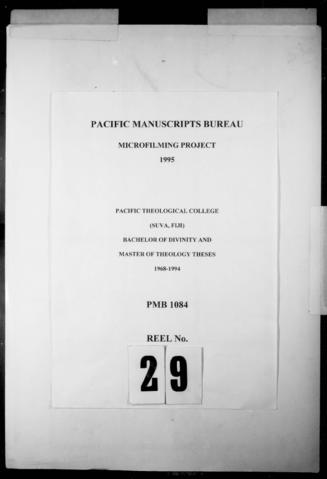 PACIFIC MANUSCRIPTS BUREAU
MICROFILMING PROJECT
1995
PACIFIC THEOLOGICAL COLLEGE
(SUVA, FIJI)
BACHELOR OF DIVINITY AND
MASTER OF THEOLOGY THESES
1968-1994
PMB 1084
REEL No.
29